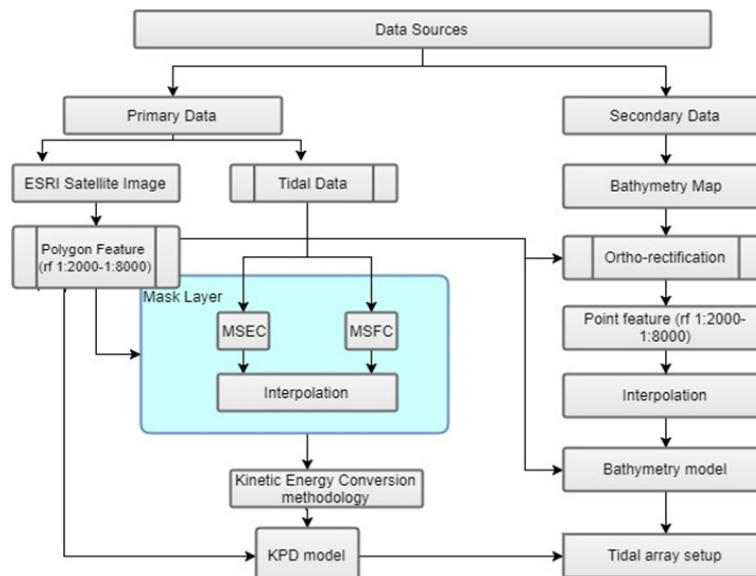 Data Sources
Primary Data
Secondary Data
ESRI Satellite Image
Tidal Data
Bathymetry Map
Polygon Feature
(rf 1:2000-1:8000)
Ortho-rectification
Mask Layer
MSEC
MSFC
Point feature (rf 1:2000-
1:8000)
Interpolation
Interpolation
Kinetic Energy Conversion
methodology
Bathymetry model
KPD model
Tidal array setup